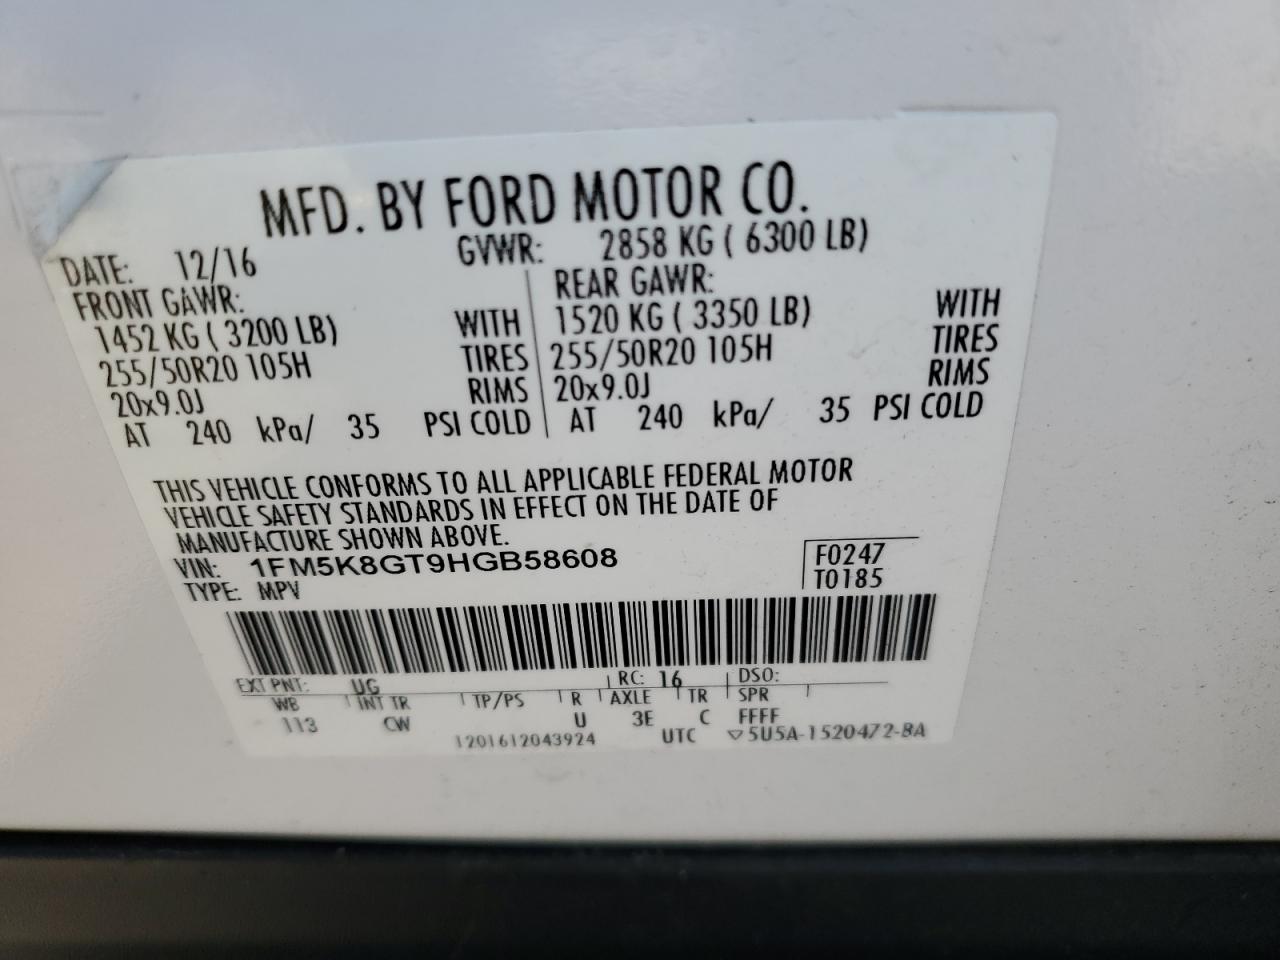 MFD. BY FORD MOTOR CO.
DATE: 12/16 GVWR: 2858 KG ( 6300 LB)
FRONT GAWR: REAR GAWR:
1452 KG ( 3200 LB) WITH 1520 KG ( 3350 LB) WITH
255/50R20 105H TIRES 255/50R20 105H TIRES
20x9.0J RIMS 20x9.0J RIMS
AT 240 kPa/ 35 PSI COLD AT 240 kPa/ 35 PSI COLD
THIS VEHICLE CONFORMS TO ALL APPLICABLE FEDERAL MOTOR
VEHICLE SAFETY STANDARDS IN EFFECT ON THE DATE OF
MANUFACTURE SHOWN ABOVE.
VIN: 1FM5K8GT9HGB58608 F0247
TYPE: MPV T0185
EXT PNT: UG RC: 16 DSO:
WB INT TR TP/PS R AXLE TR SPR
113 CW U 3E C FFFF
1201612043924 UTC ▽5U5A-1520472-BA